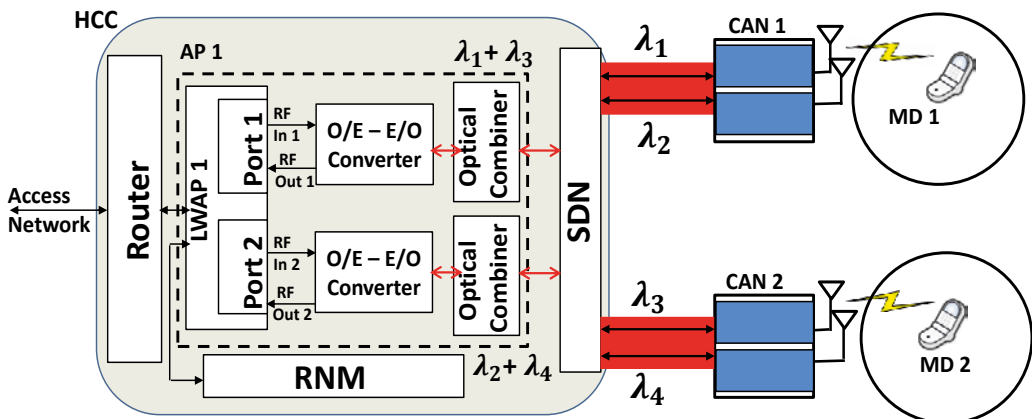 HCC
AP 1
λ₁+ λ₃
Access
Network
Router
LWAP 1
Port 1
RF
In 1
RF
Out 1
O/E – E/O
Converter
Optical
Combiner
Port 2
RF
In 2
RF
Out 2
O/E – E/O
Converter
Optical
Combiner
λ₂+ λ₄
RNM
SDN
λ₁
λ₂
CAN 1
MD 1
λ₃
λ₄
CAN 2
MD 2